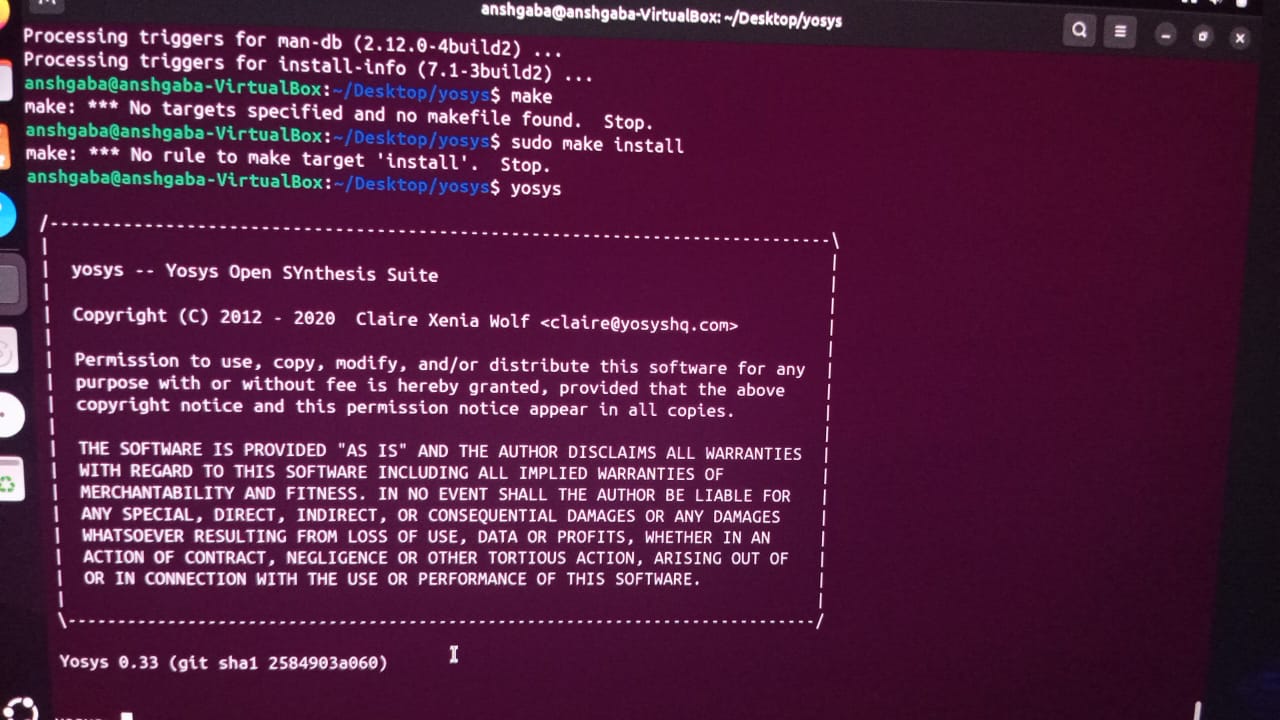 anshgaba@anshgaba-VirtualBox: ~/Desktop/yosys
Processing triggers for man-db (2.12.0-4build2) ...
Processing triggers for install-info (7.1-3build2) ...
anshgaba@anshgaba-VirtualBox:~/Desktop/yosys$ make
make: *** No targets specified and no makefile found.  Stop.
anshgaba@anshgaba-VirtualBox:~/Desktop/yosys$ sudo make install
make: *** No rule to make target 'install'.  Stop.
anshgaba@anshgaba-VirtualBox:~/Desktop/yosys$ yosys
yosys -- Yosys Open SYnthesis Suite
Copyright (C) 2012 - 2020  Claire Xenia Wolf <claire@yosyshq.com>
Permission to use, copy, modify, and/or distribute this software for any
purpose with or without fee is hereby granted, provided that the above
copyright notice and this permission notice appear in all copies.
THE SOFTWARE IS PROVIDED "AS IS" AND THE AUTHOR DISCLAIMS ALL WARRANTIES
WITH REGARD TO THIS SOFTWARE INCLUDING ALL IMPLIED WARRANTIES OF
MERCHANTABILITY AND FITNESS. IN NO EVENT SHALL THE AUTHOR BE LIABLE FOR
ANY SPECIAL, DIRECT, INDIRECT, OR CONSEQUENTIAL DAMAGES OR ANY DAMAGES
WHATSOEVER RESULTING FROM LOSS OF USE, DATA OR PROFITS, WHETHER IN AN
ACTION OF CONTRACT, NEGLIGENCE OR OTHER TORTIOUS ACTION, ARISING OUT OF
OR IN CONNECTION WITH THE USE OR PERFORMANCE OF THIS SOFTWARE.
Yosys 0.33 (git sha1 2584903a060)